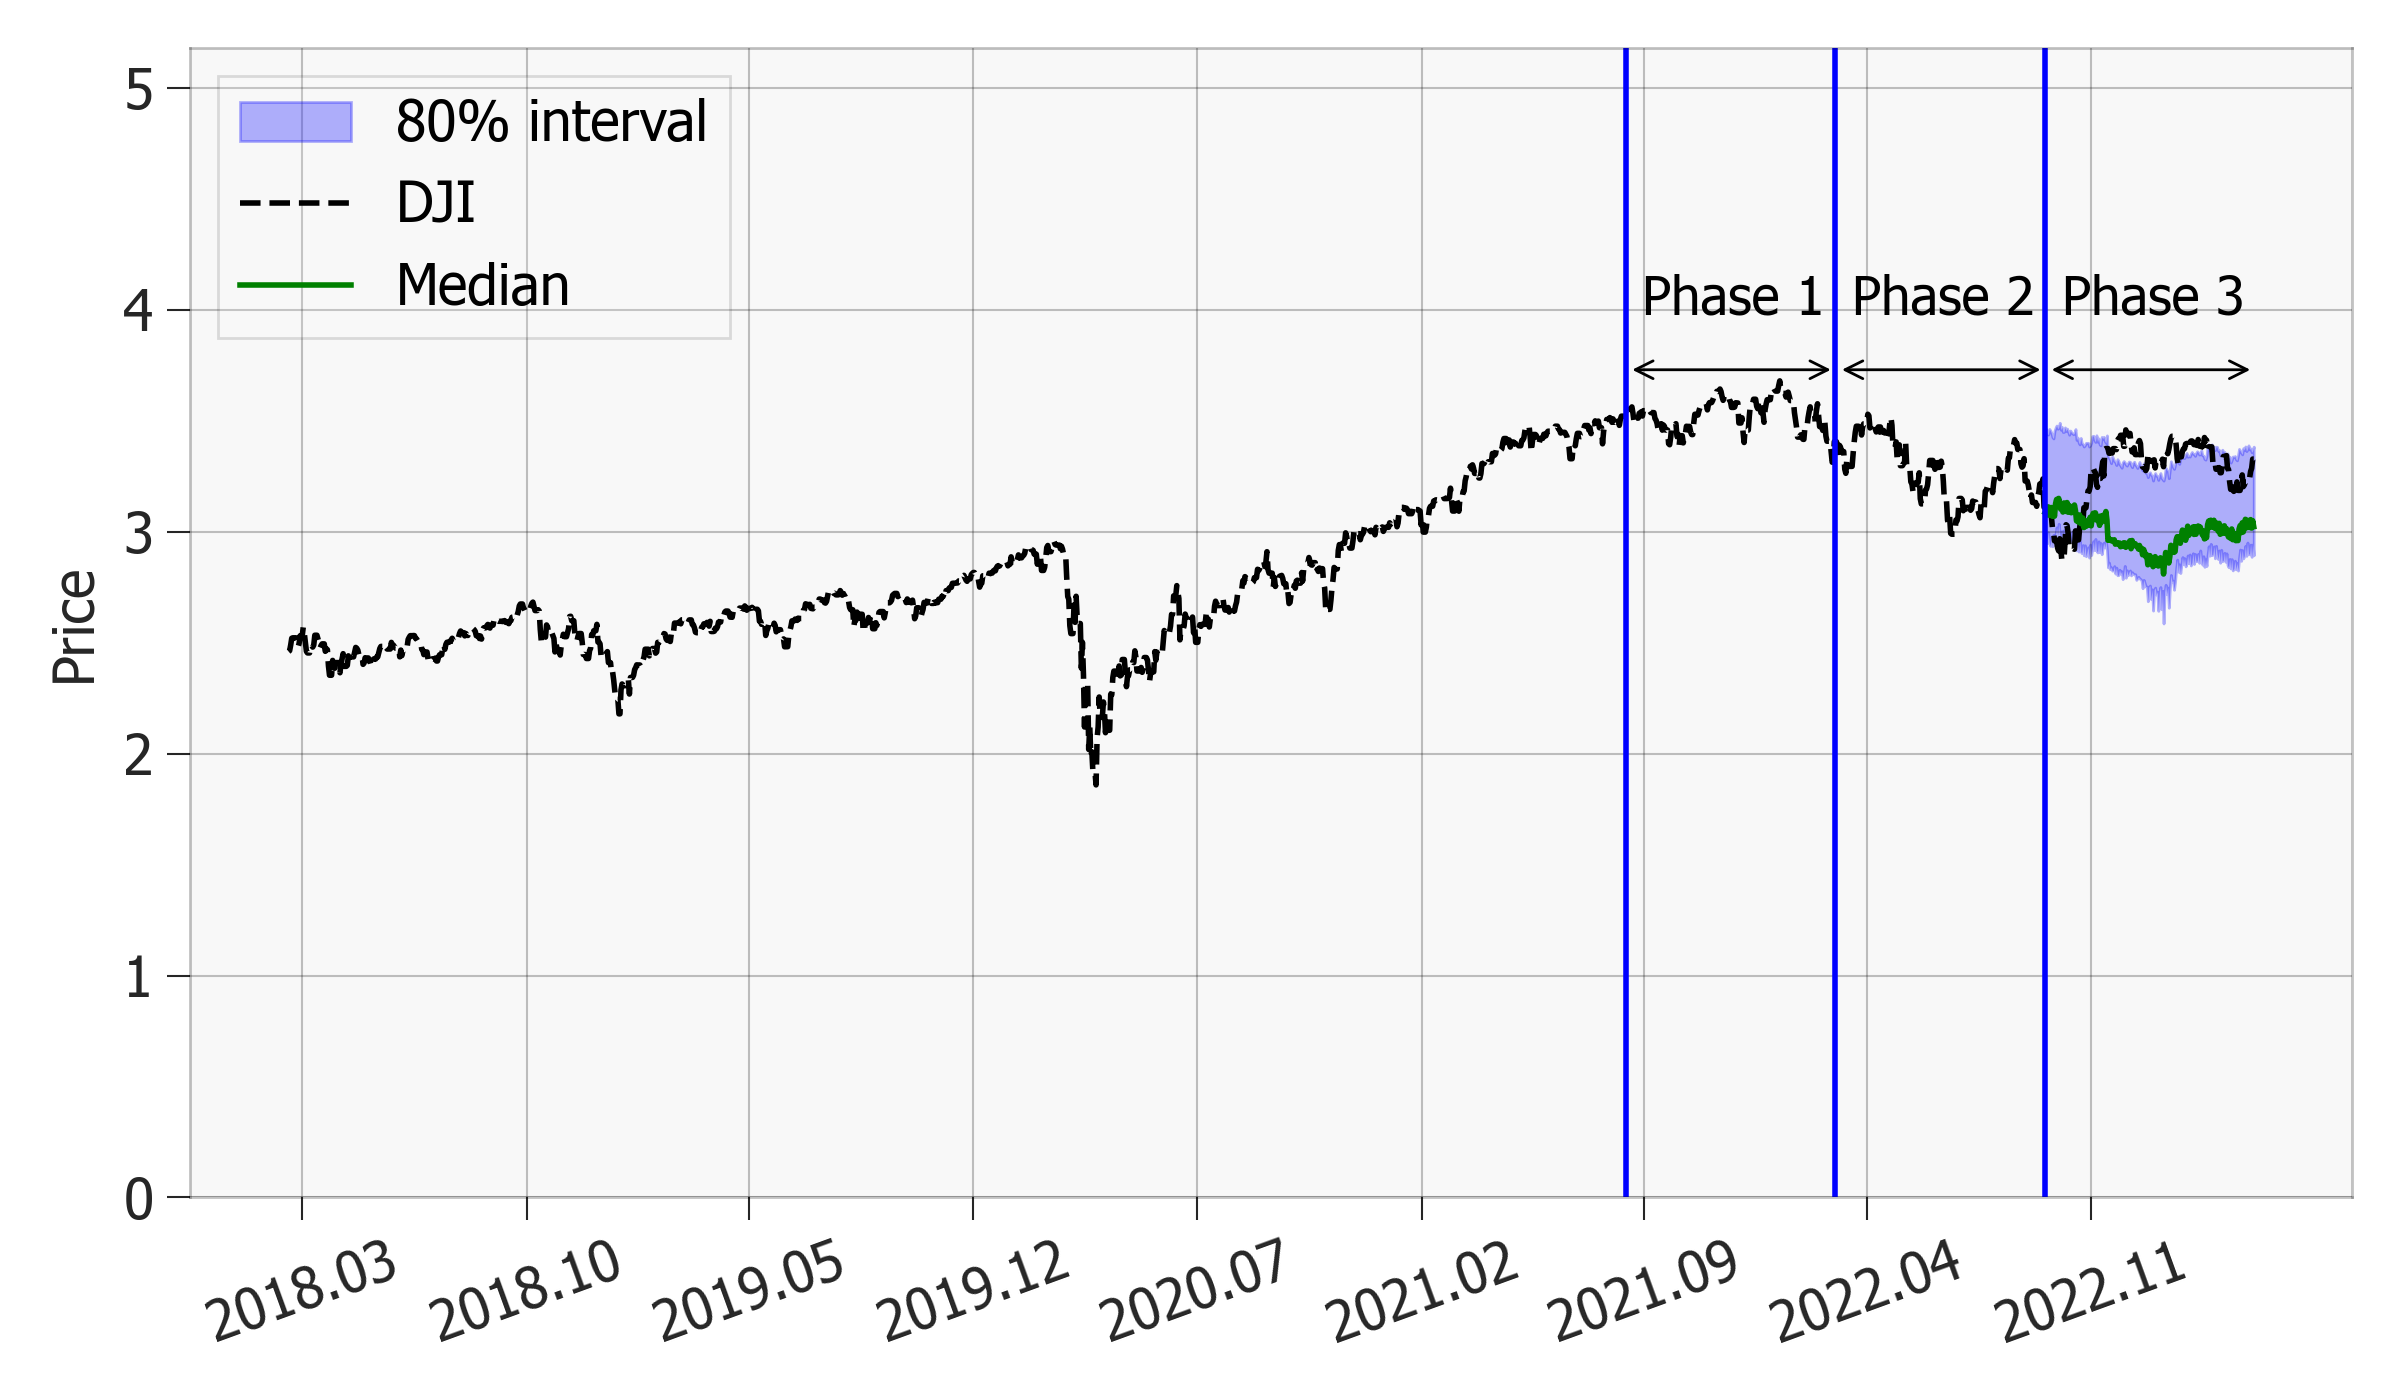 80% interval
DJI
Median
Phase 1
Phase 2
Phase 3
Price
5
4
3
2
1
0
2018.03
2018.10
2019.05
2019.12
2020.07
2021.02
2021.09
2022.04
2022.11